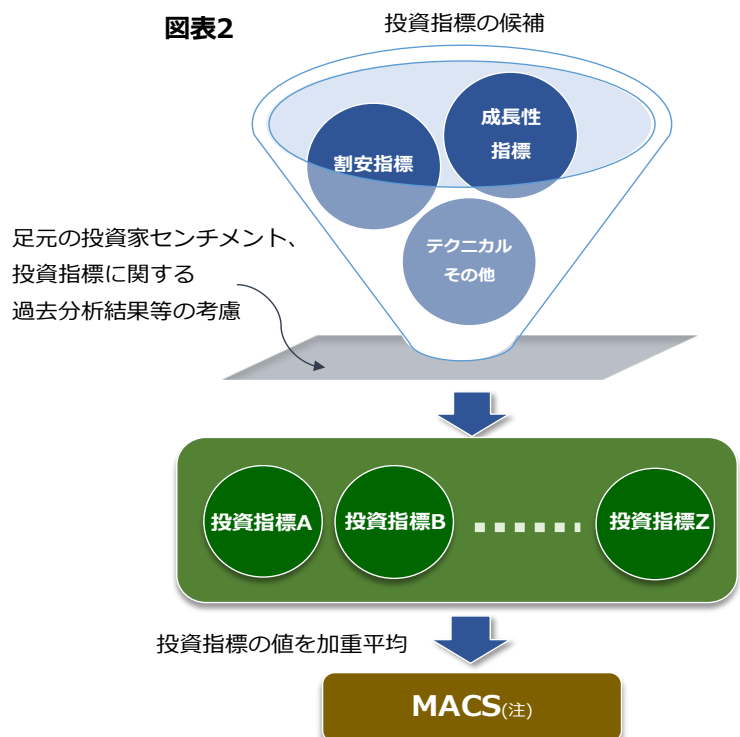 図表2
投資指標の候補
成長性
指標
割安指標
テクニカル
その他
足元の投資家センチメント、
投資指標に関する
過去分析結果等の考慮
投資指標A
投資指標B
投資指標Z
投資指標の値を加重平均
MACS(注)